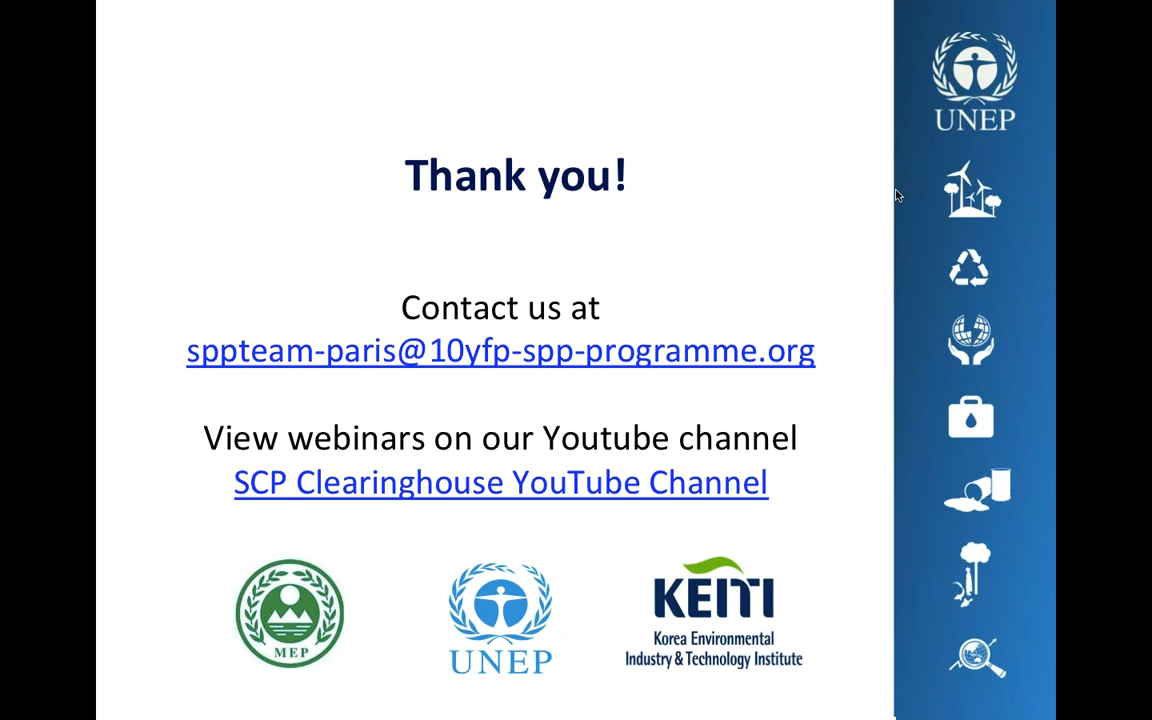 Thank you!
Contact us at
sppteam-paris@10yfp-spp-programme.org
View webinars on our Youtube channel
SCP Clearinghouse YouTube Channel
MEP
UNEP
KEITI
Korea Environmental
Industry & Technology Institute
UNEP